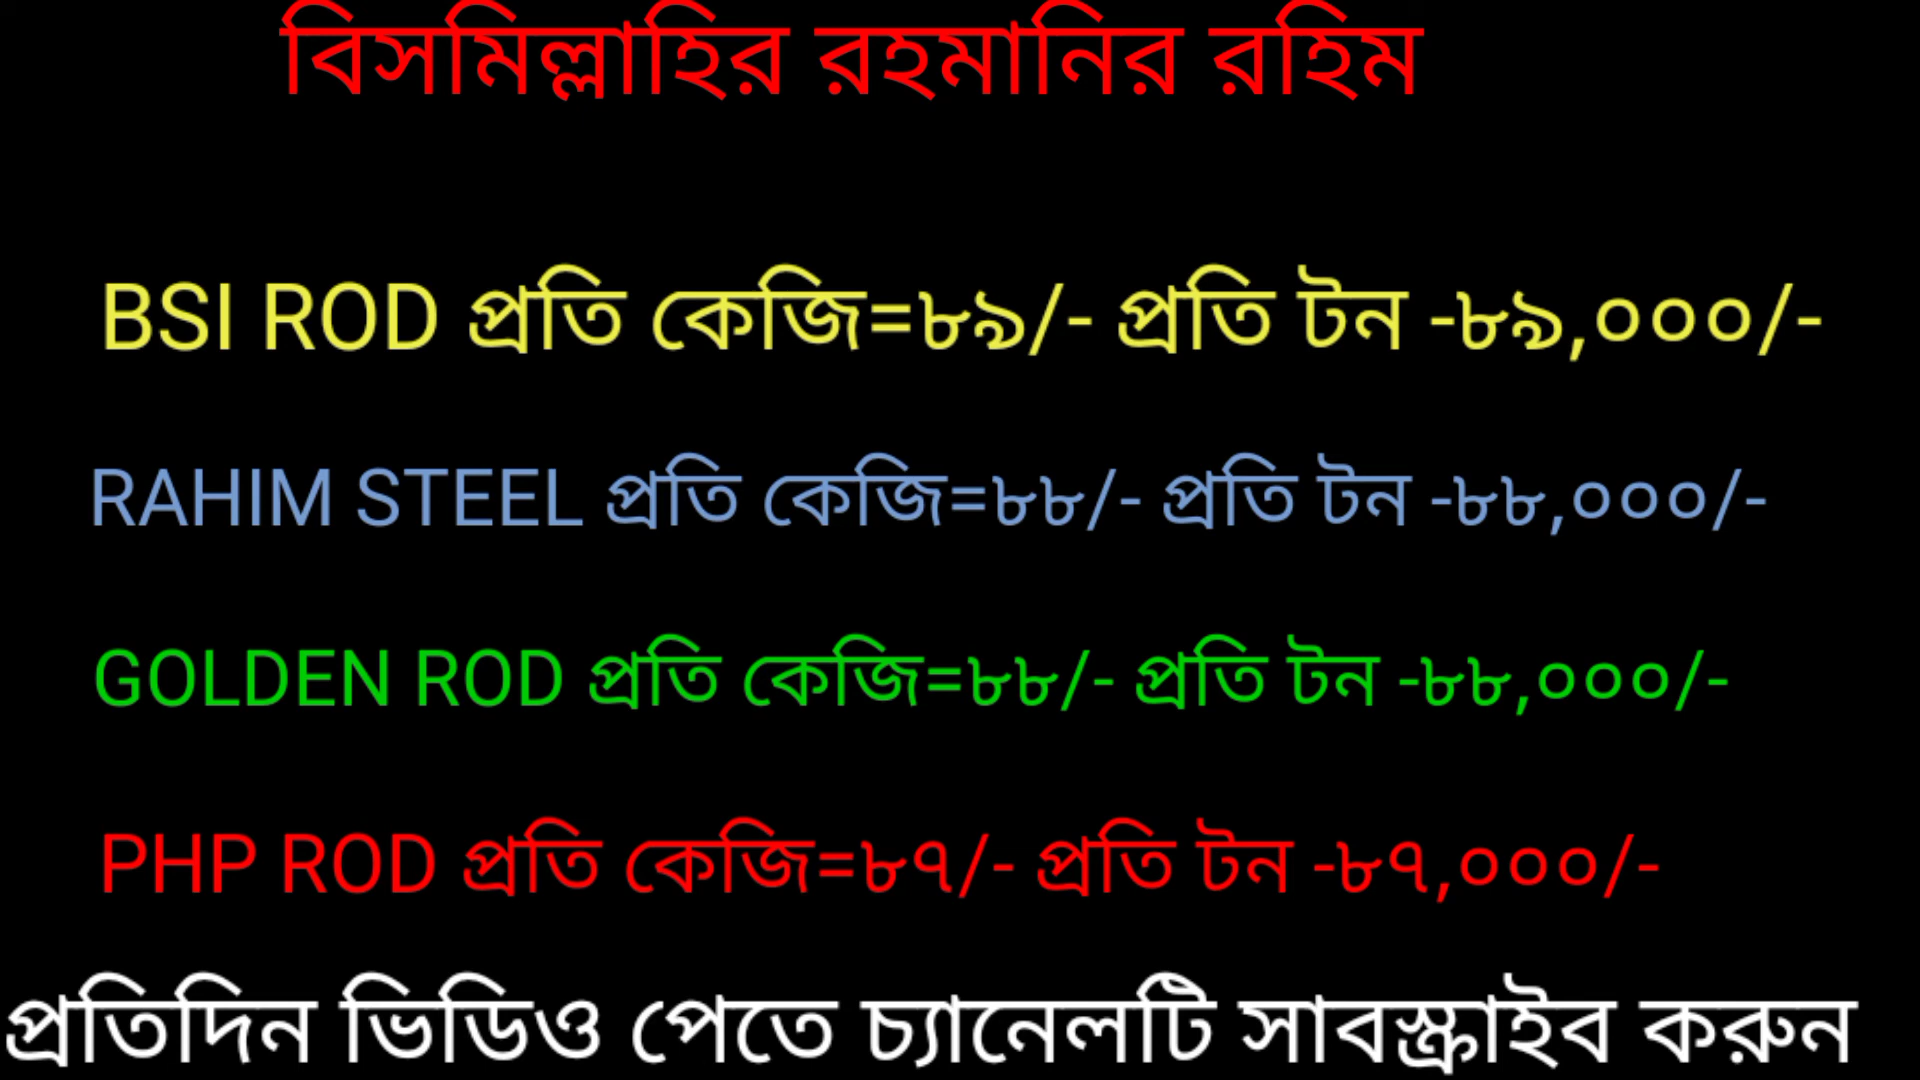 বিসমিল্লাহির রহমানির রহিম
BSI ROD প্রতি কেজি=৮৯/- প্রতি টন -৮৯,০০০/-
RAHIM STEEL প্রতি কেজি=৮৮/- প্রতি টন -৮৮,০০০/-
GOLDEN ROD প্রতি কেজি=৮৮/- প্রতি টন -৮৮,০০০/-
PHP ROD প্রতি কেজি=৮৭/- প্রতি টন -৮৭,০০০/-
প্রতিদিন ভিডিও পেতে চ্যানেলটি সাবস্ক্রাইব করুন